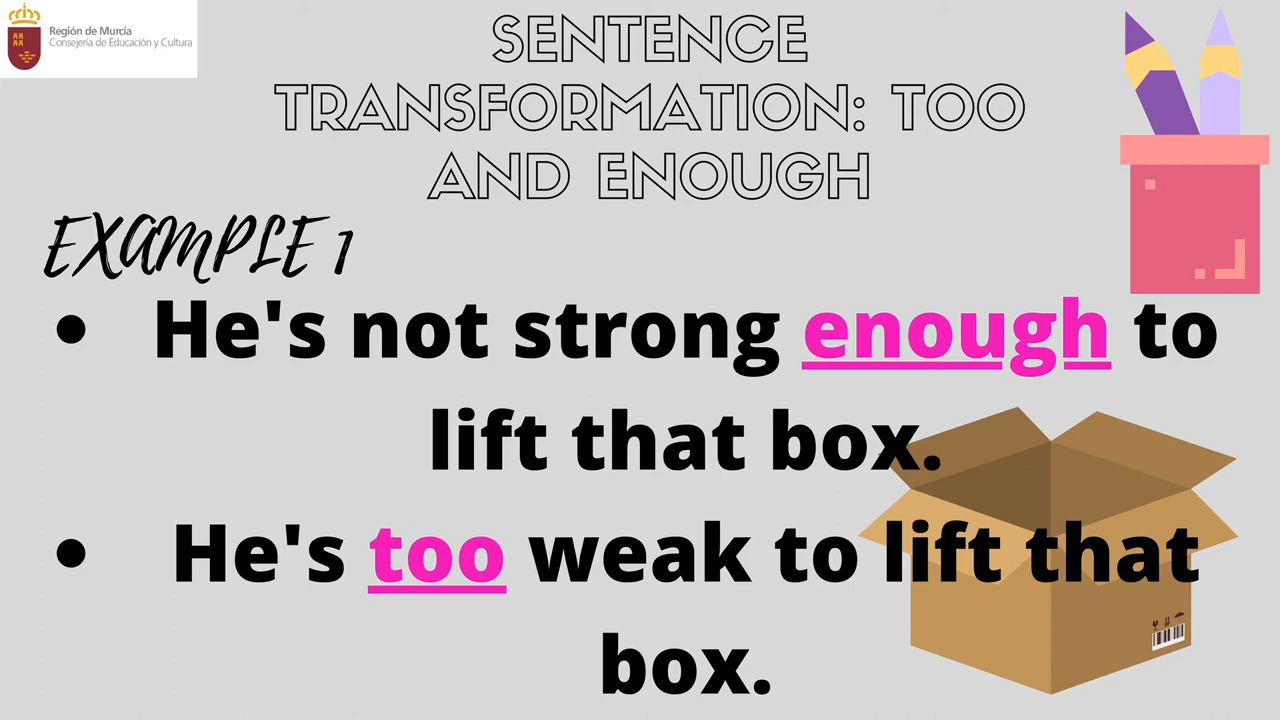 Región de Murcia
Consejería de Educación y Cultura
SENTENCE
TRANSFORMATION: TOO
AND ENOUGH
EXAMPLE 1
• He's not strong enough to
lift that box.
• He's too weak to lift that
box.